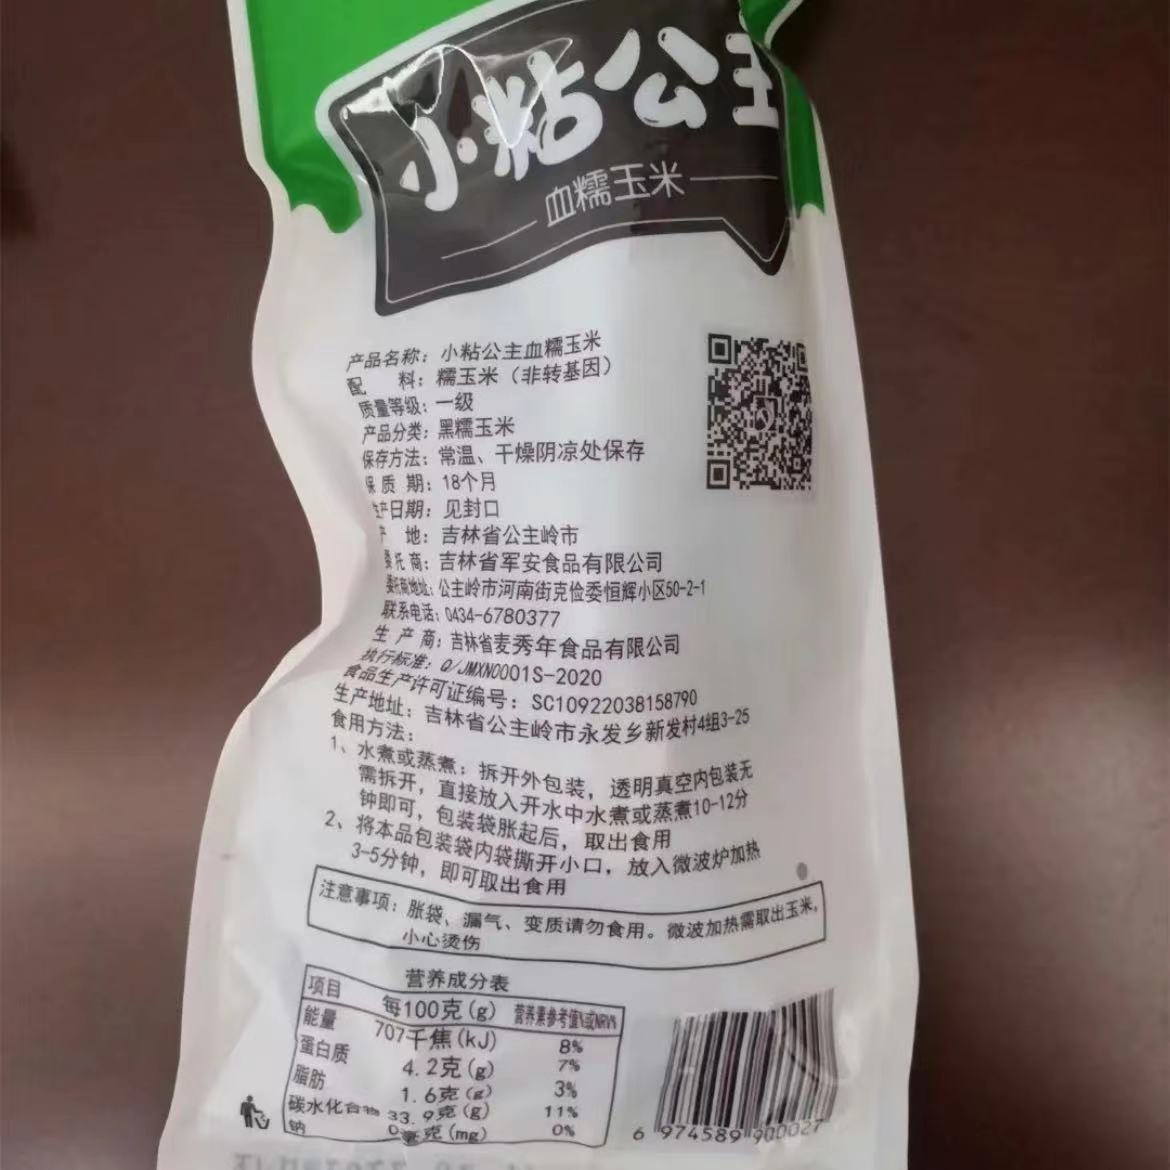 小粘公主
血糯玉米
产品名称：小粘公主血糯玉米
配 料：糯玉米（非转基因）
质量等级：一级
产品分类：黑糯玉米
保存方法：常温、干燥阴凉处保存
保 质 期：18个月
生产日期：见封口
产 地：吉林省公主岭市
委 托 商：吉林省军安食品有限公司
委托商地址：公主岭市河南街克俭委恒辉小区50-2-1
联系电话：0434-6780377
生 产 商：吉林省麦秀年食品有限公司
执行标准：Q/JMXN0001S-2020
食品生产许可证编号：SC10922038158790
生产地址：吉林省公主岭市永发乡新发村4组3-25
食用方法：
1、水煮或蒸煮：拆开外包装，透明真空内包装无
需拆开，直接放入开水中水煮或蒸煮10-12分
钟即可，包装袋胀起后，取出食用
2、将本品包装袋内袋撕开小口，放入微波炉加热
3-5分钟，即可取出食用
注意事项：胀袋、漏气、变质请勿食用。微波加热需取出玉米，
小心烫伤
营养成分表
项目 每100克(g) 营养素参考值%或NRV%
能量 707千焦(kJ) 8%
蛋白质 4.2克(g) 7%
脂肪 1.6克(g) 3%
碳水化合物 33.9克(g) 11%
钠 0毫克(mg) 0%
6 974589 900027